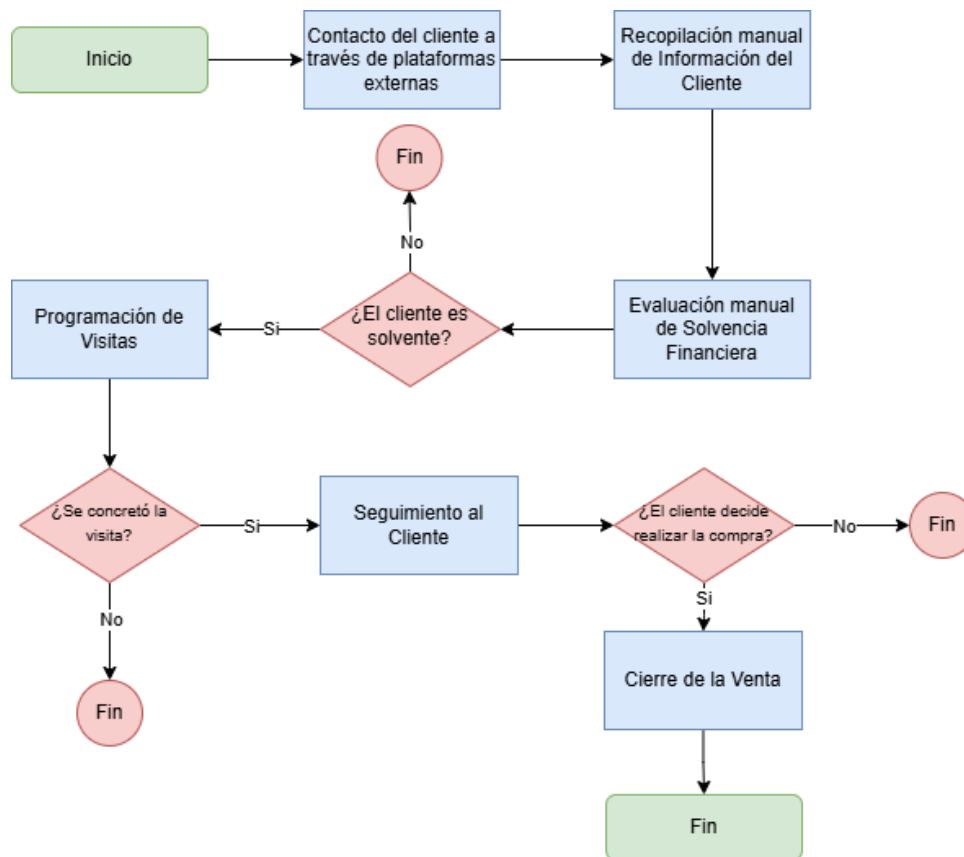 Inicio
Contacto del cliente a
través de plataformas
externas
Recopilación manual
de Información del
Cliente
Fin
No
Programación de
Visitas
Si
¿El cliente es
solvente?
Evaluación manual
de Solvencia
Financiera
¿Se concretó la
visita?
Si
Seguimiento al
Cliente
¿El cliente decide
realizar la compra?
No
Fin
No
Si
Fin
Cierre de la Venta
Fin